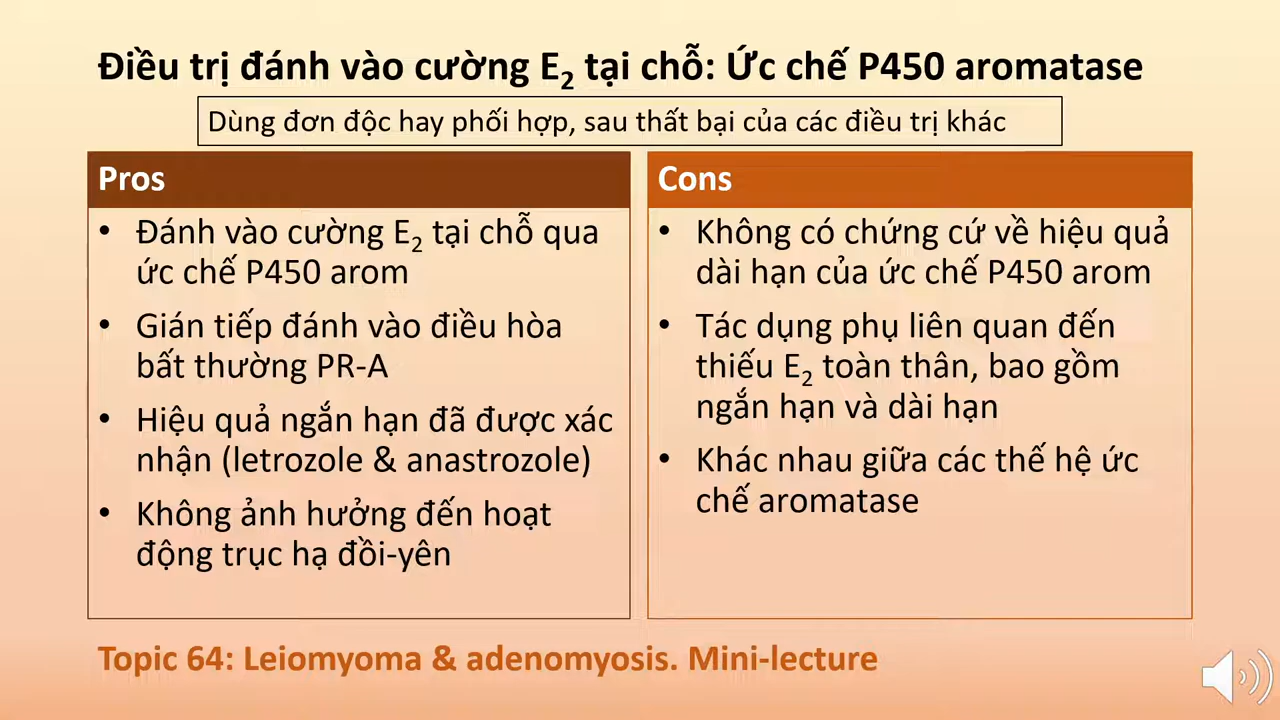 Điều trị đánh vào cường E₂ tại chỗ: Ức chế P450 aromatase
Dùng đơn độc hay phối hợp, sau thất bại của các điều trị khác
Pros
• Đánh vào cường E₂ tại chỗ qua
ức chế P450 arom
• Gián tiếp đánh vào điều hòa
bất thường PR-A
• Hiệu quả ngắn hạn đã được xác
nhận (letrozole & anastrozole)
• Không ảnh hưởng đến hoạt
động trục hạ đồi-yên
Cons
• Không có chứng cứ về hiệu quả
dài hạn của ức chế P450 arom
• Tác dụng phụ liên quan đến
thiếu E₂ toàn thân, bao gồm
ngắn hạn và dài hạn
• Khác nhau giữa các thế hệ ức
chế aromatase
Topic 64: Leiomyoma & adenomyosis. Mini-lecture